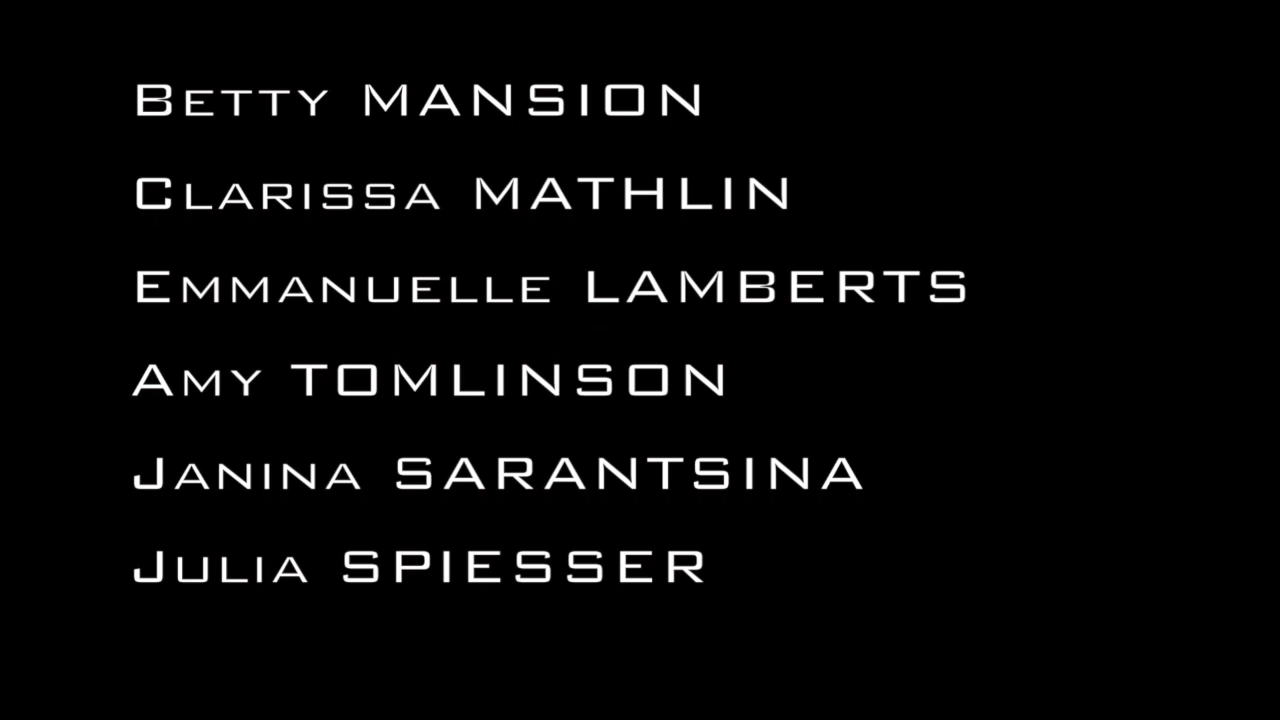 Betty MANSION
Clarissa MATHLIN
Emmanuelle LAMBERTS
Amy TOMLINSON
Janina SARANTSINA
Julia SPIESSER